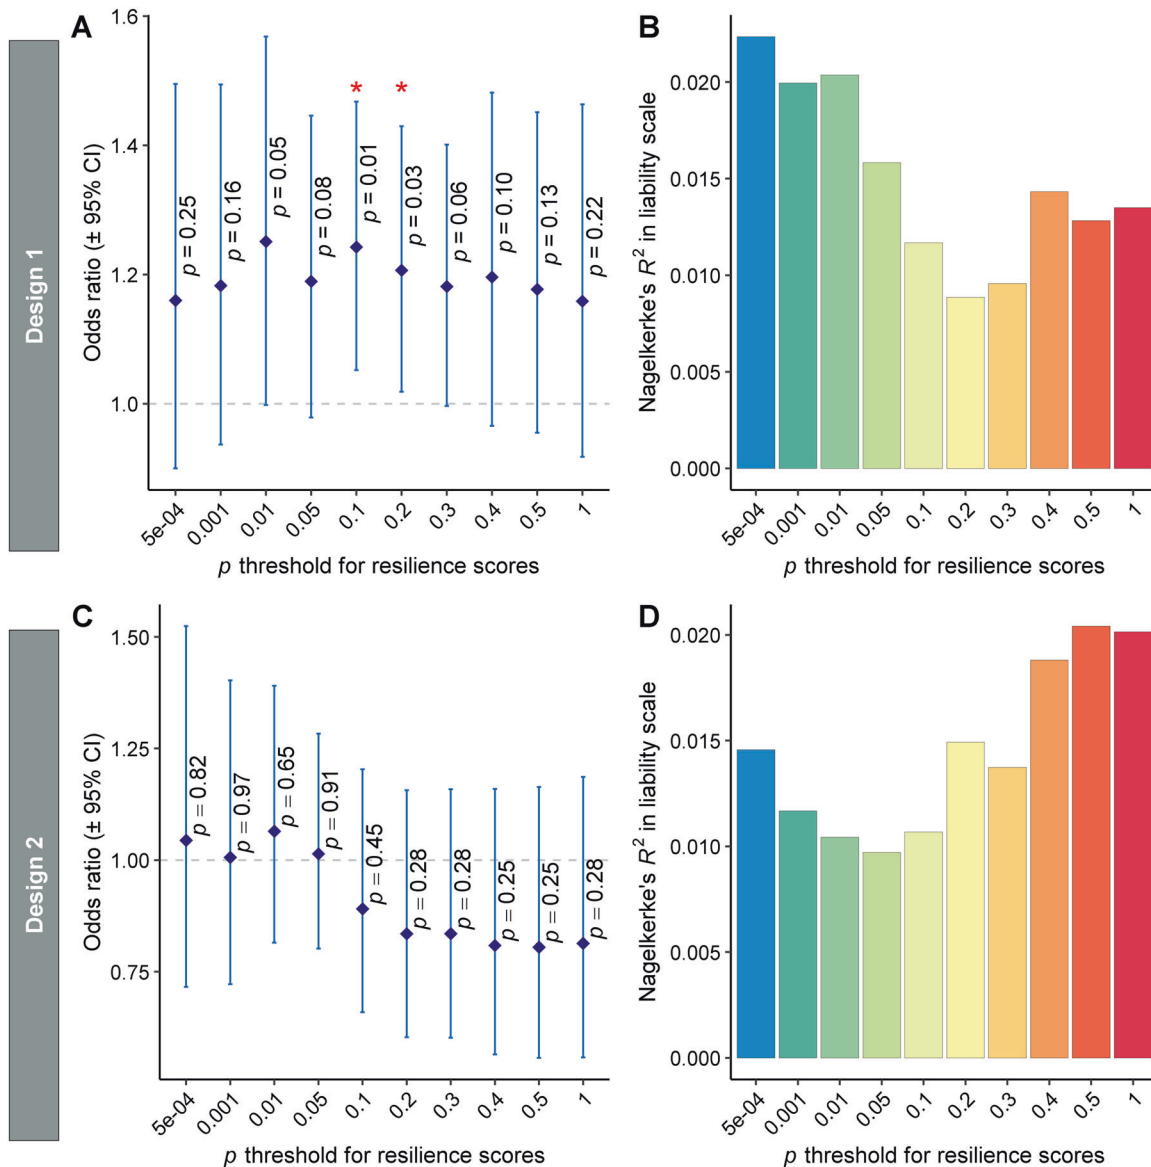 Design 1
A
Odds ratio (± 95% CI)
1.6
1.4
1.2
1.0
* *
p = 0.25
p = 0.16
p = 0.05
p = 0.08
p = 0.01
p = 0.03
p = 0.06
p = 0.10
p = 0.13
p = 0.22
5e-04 0.001 0.01 0.05 0.1 0.2 0.3 0.4 0.5 1
p threshold for resilience scores
B
Nagelkerke's R² in liability scale
0.020
0.015
0.010
0.005
0.000
5e-04 0.001 0.01 0.05 0.1 0.2 0.3 0.4 0.5 1
p threshold for resilience scores
Design 2
C
Odds ratio (± 95% CI)
1.50
1.25
1.00
0.75
p = 0.82
p = 0.97
p = 0.65
p = 0.91
p = 0.45
p = 0.28
p = 0.28
p = 0.25
p = 0.25
p = 0.28
5e-04 0.001 0.01 0.05 0.1 0.2 0.3 0.4 0.5 1
p threshold for resilience scores
D
Nagelkerke's R² in liability scale
0.020
0.015
0.010
0.005
0.000
5e-04 0.001 0.01 0.05 0.1 0.2 0.3 0.4 0.5 1
p threshold for resilience scores